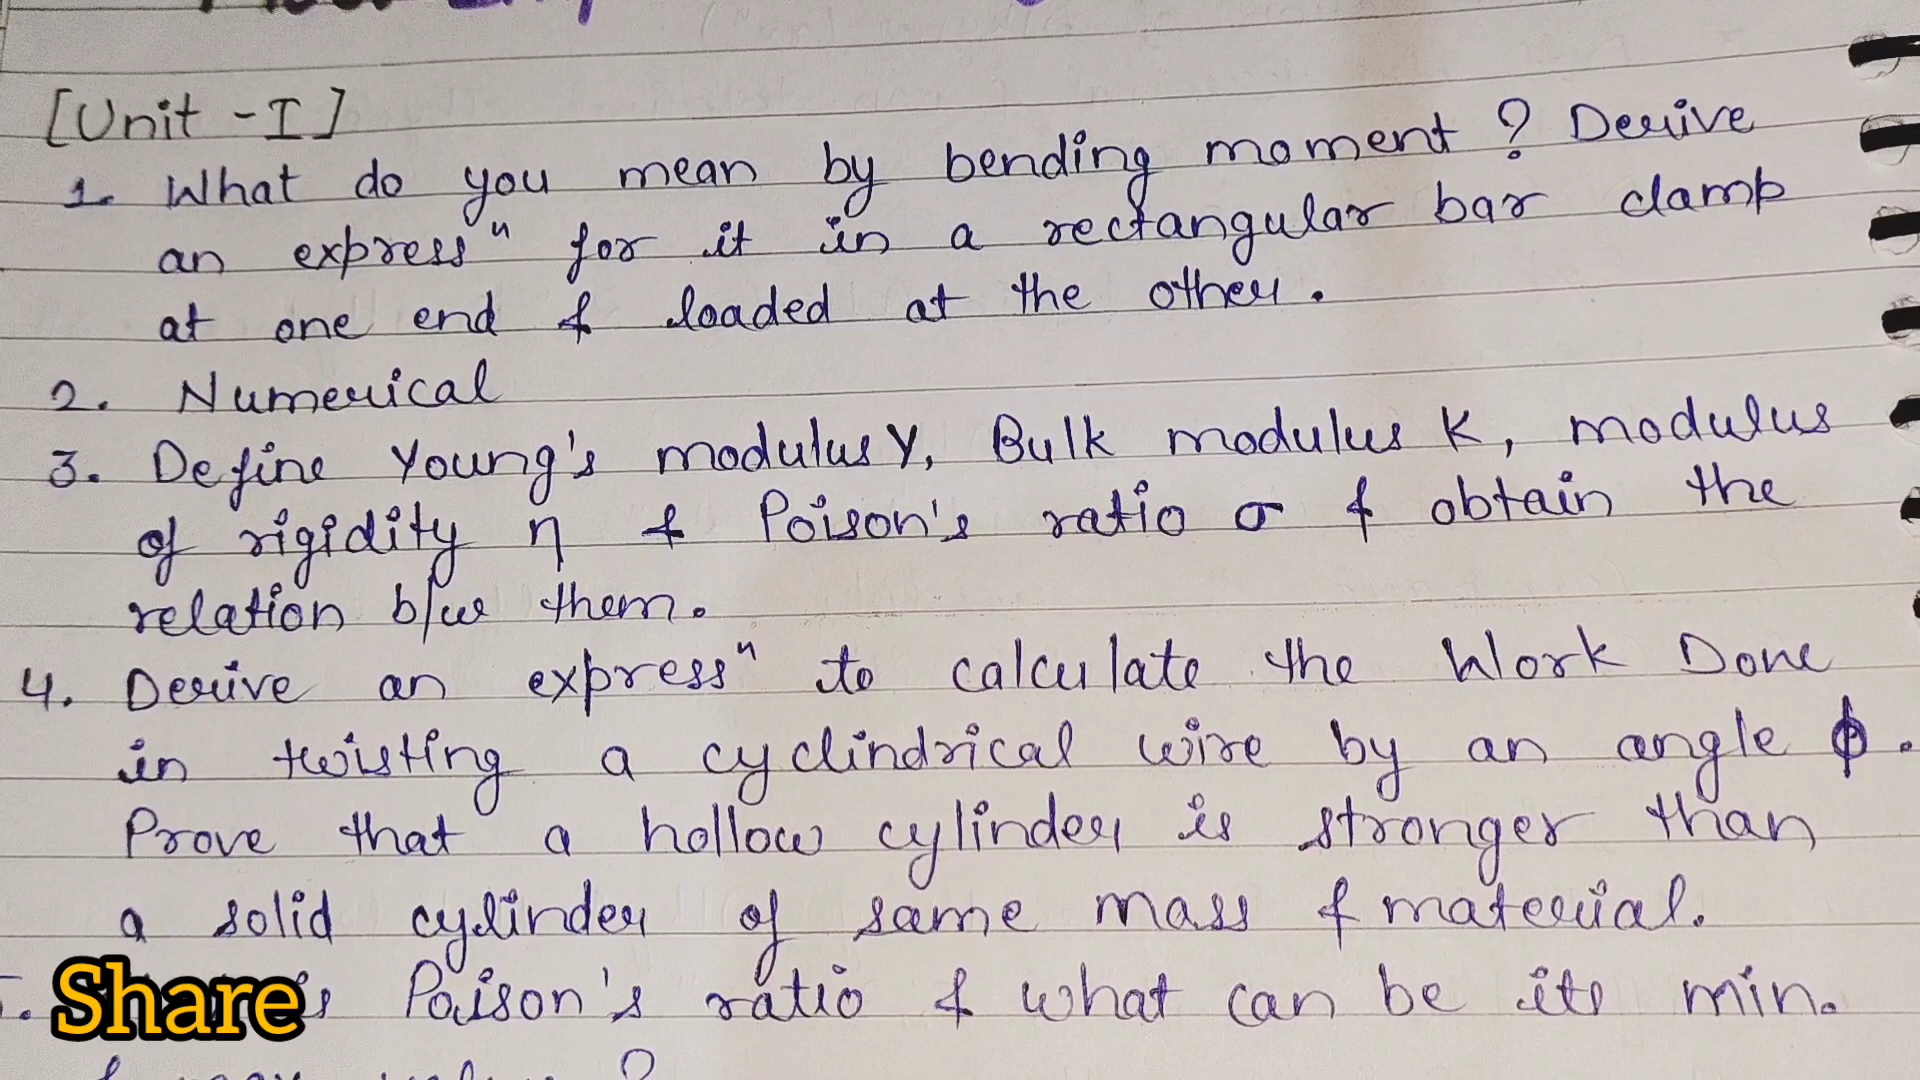 [Unit - I]
1. What do you mean by bending moment? Derive
an expressⁿ for it in a rectangular bar clamp
at one end & loaded at the other.
2. Numerical
3. Define Young's modulus Y, Bulk modulus K, modulus
of rigidity η & Poison's ratio σ & obtain the
relation b/w them.
4. Derive an expressⁿ to calculate the Work Done
in twisting a cyclindrical wire by an angle ϕ.
Prove that a hollow cylinder is stronger than
a solid cylinder of same mass & material.
is Poison's ratio & what can be its min.
Share